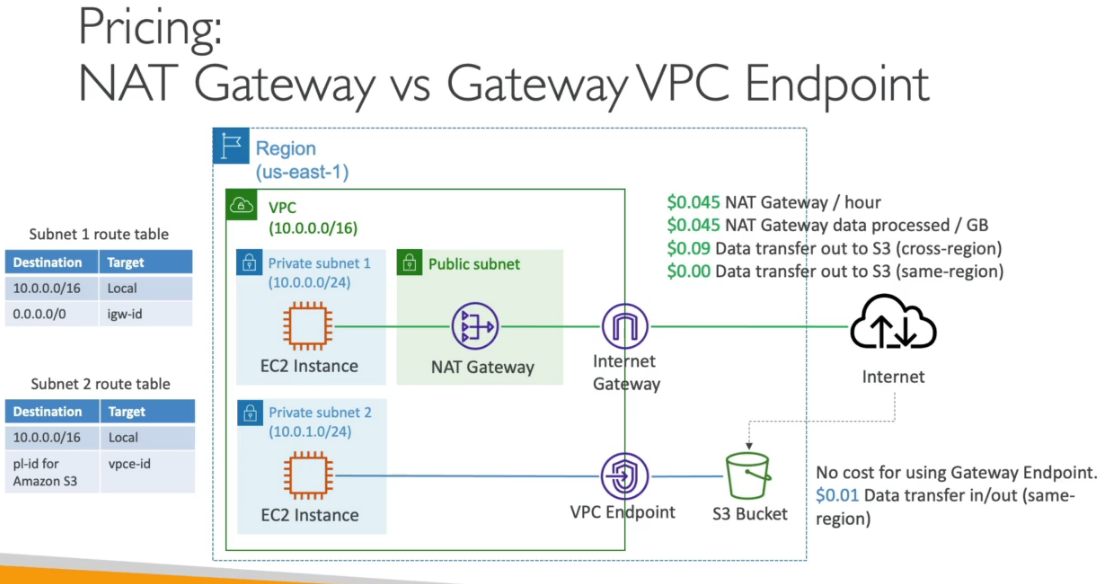 Pricing:
NAT Gateway vs Gateway VPC Endpoint
Region
(us-east-1)
VPC
(10.0.0.0/16)
$0.045 NAT Gateway / hour
$0.045 NAT Gateway data processed / GB
$0.09 Data transfer out to S3 (cross-region)
$0.00 Data transfer out to S3 (same-region)
Subnet 1 route table
Destination Target
10.0.0.0/16 Local
0.0.0.0/0 igw-id
Private subnet 1
(10.0.0.0/24)
EC2 Instance
Public subnet
NAT Gateway
Internet
Gateway
Internet
Subnet 2 route table
Destination Target
10.0.0.0/16 Local
pl-id for vpce-id
Amazon S3
Private subnet 2
(10.0.1.0/24)
EC2 Instance
VPC Endpoint
S3 Bucket
No cost for using Gateway Endpoint.
$0.01 Data transfer in/out (same-
region)